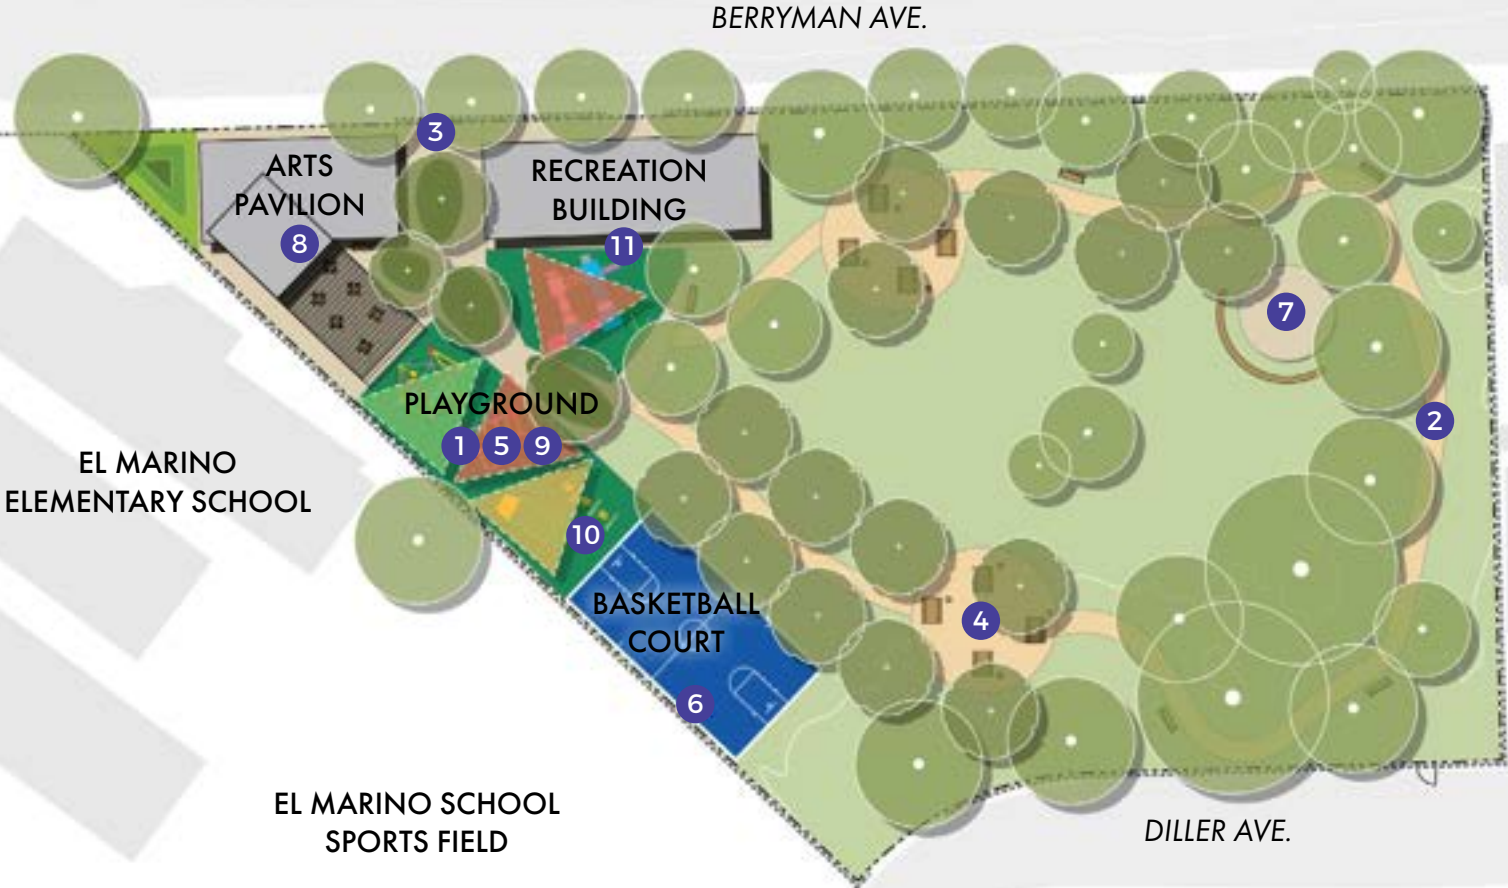 BERRYMAN AVE.
3
ARTS
PAVILION
8
RECREATION
BUILDING
11
7
2
PLAYGROUND
1 5 9
EL MARINO
ELEMENTARY SCHOOL
10
BASKETBALL
COURT
4
6
EL MARINO SCHOOL
SPORTS FIELD
DILLER AVE.